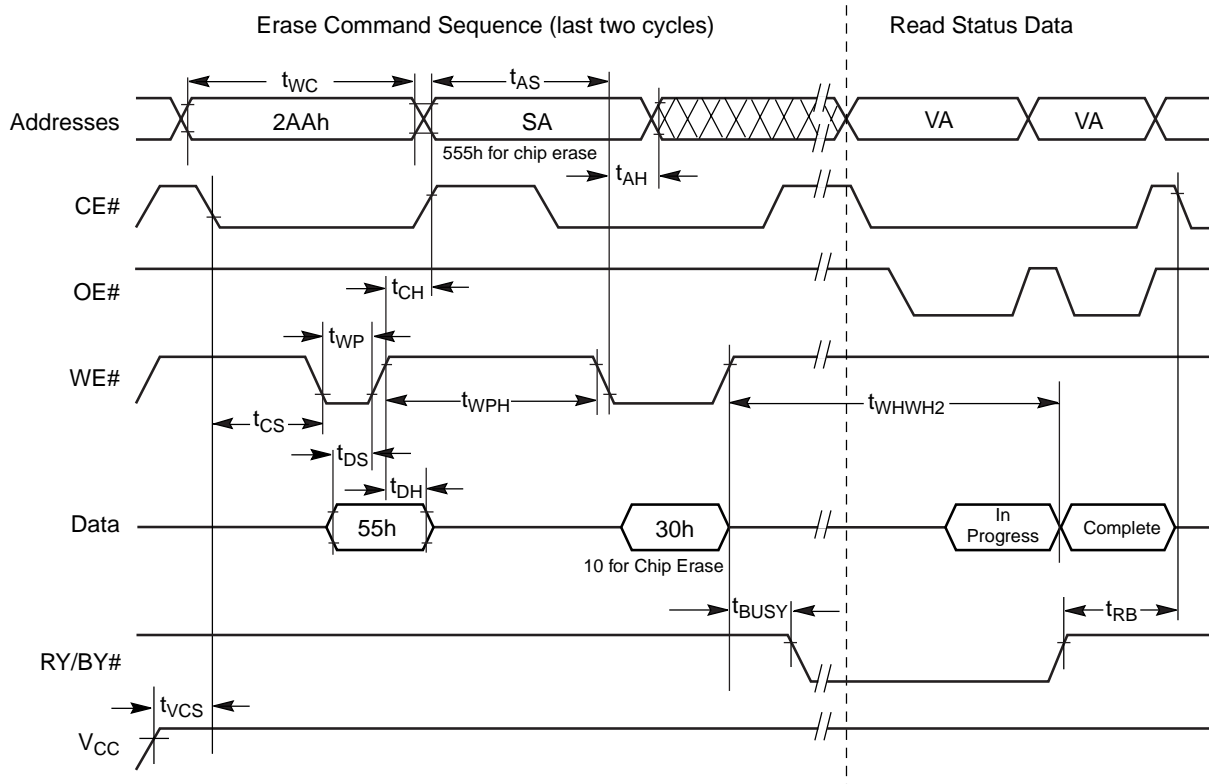 Erase Command Sequence (last two cycles)
Read Status Data
tWC
tAS
Addresses
2AAh
SA
VA
VA
555h for chip erase
tAH
CE#
OE#
tCH
tWP
WE#
tWPH
tWHWH2
tCS
tDS
tDH
Data
55h
30h
In
Progress
Complete
10 for Chip Erase
tBUSY
tRB
RY/BY#
tVCS
VCC